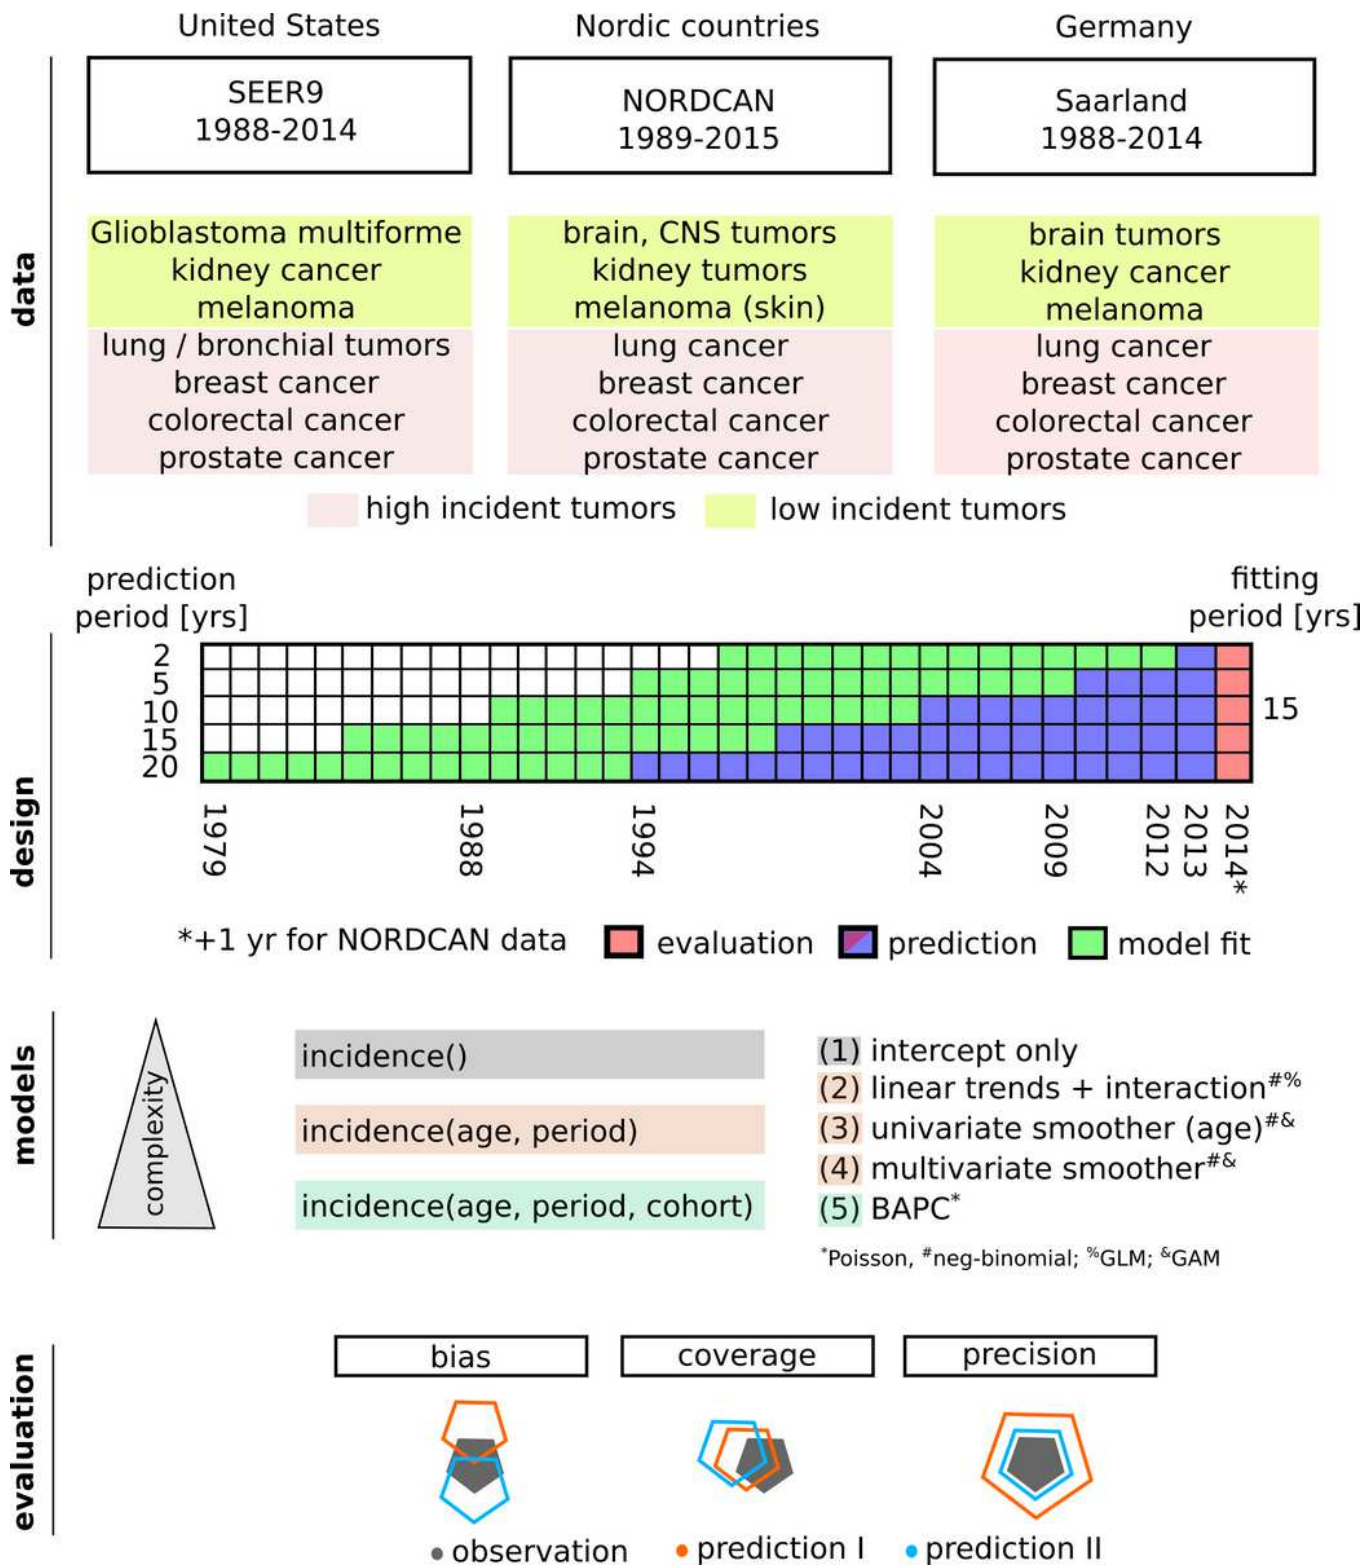 United States
Nordic countries
Germany
data
SEER9
1988-2014
NORDCAN
1989-2015
Saarland
1988-2014
Glioblastoma multiforme
kidney cancer
melanoma
lung / bronchial tumors
breast cancer
colorectal cancer
prostate cancer
brain, CNS tumors
kidney tumors
melanoma (skin)
lung cancer
breast cancer
colorectal cancer
prostate cancer
brain tumors
kidney cancer
melanoma
lung cancer
breast cancer
colorectal cancer
prostate cancer
high incident tumors
low incident tumors
design
prediction
period [yrs]
fitting
period [yrs]
2
5
10
15
20
15
1979
1988
1994
2004
2009
2012
2013
2014*
*+1 yr for NORDCAN data
evaluation
prediction
model fit
models
complexity
incidence()
incidence(age, period)
incidence(age, period, cohort)
(1) intercept only
(2) linear trends + interaction#%
(3) univariate smoother (age)#&
(4) multivariate smoother#&
(5) BAPC*
*Poisson, #neg-binomial; %GLM; &GAM
evaluation
bias
coverage
precision
observation
prediction I
prediction II